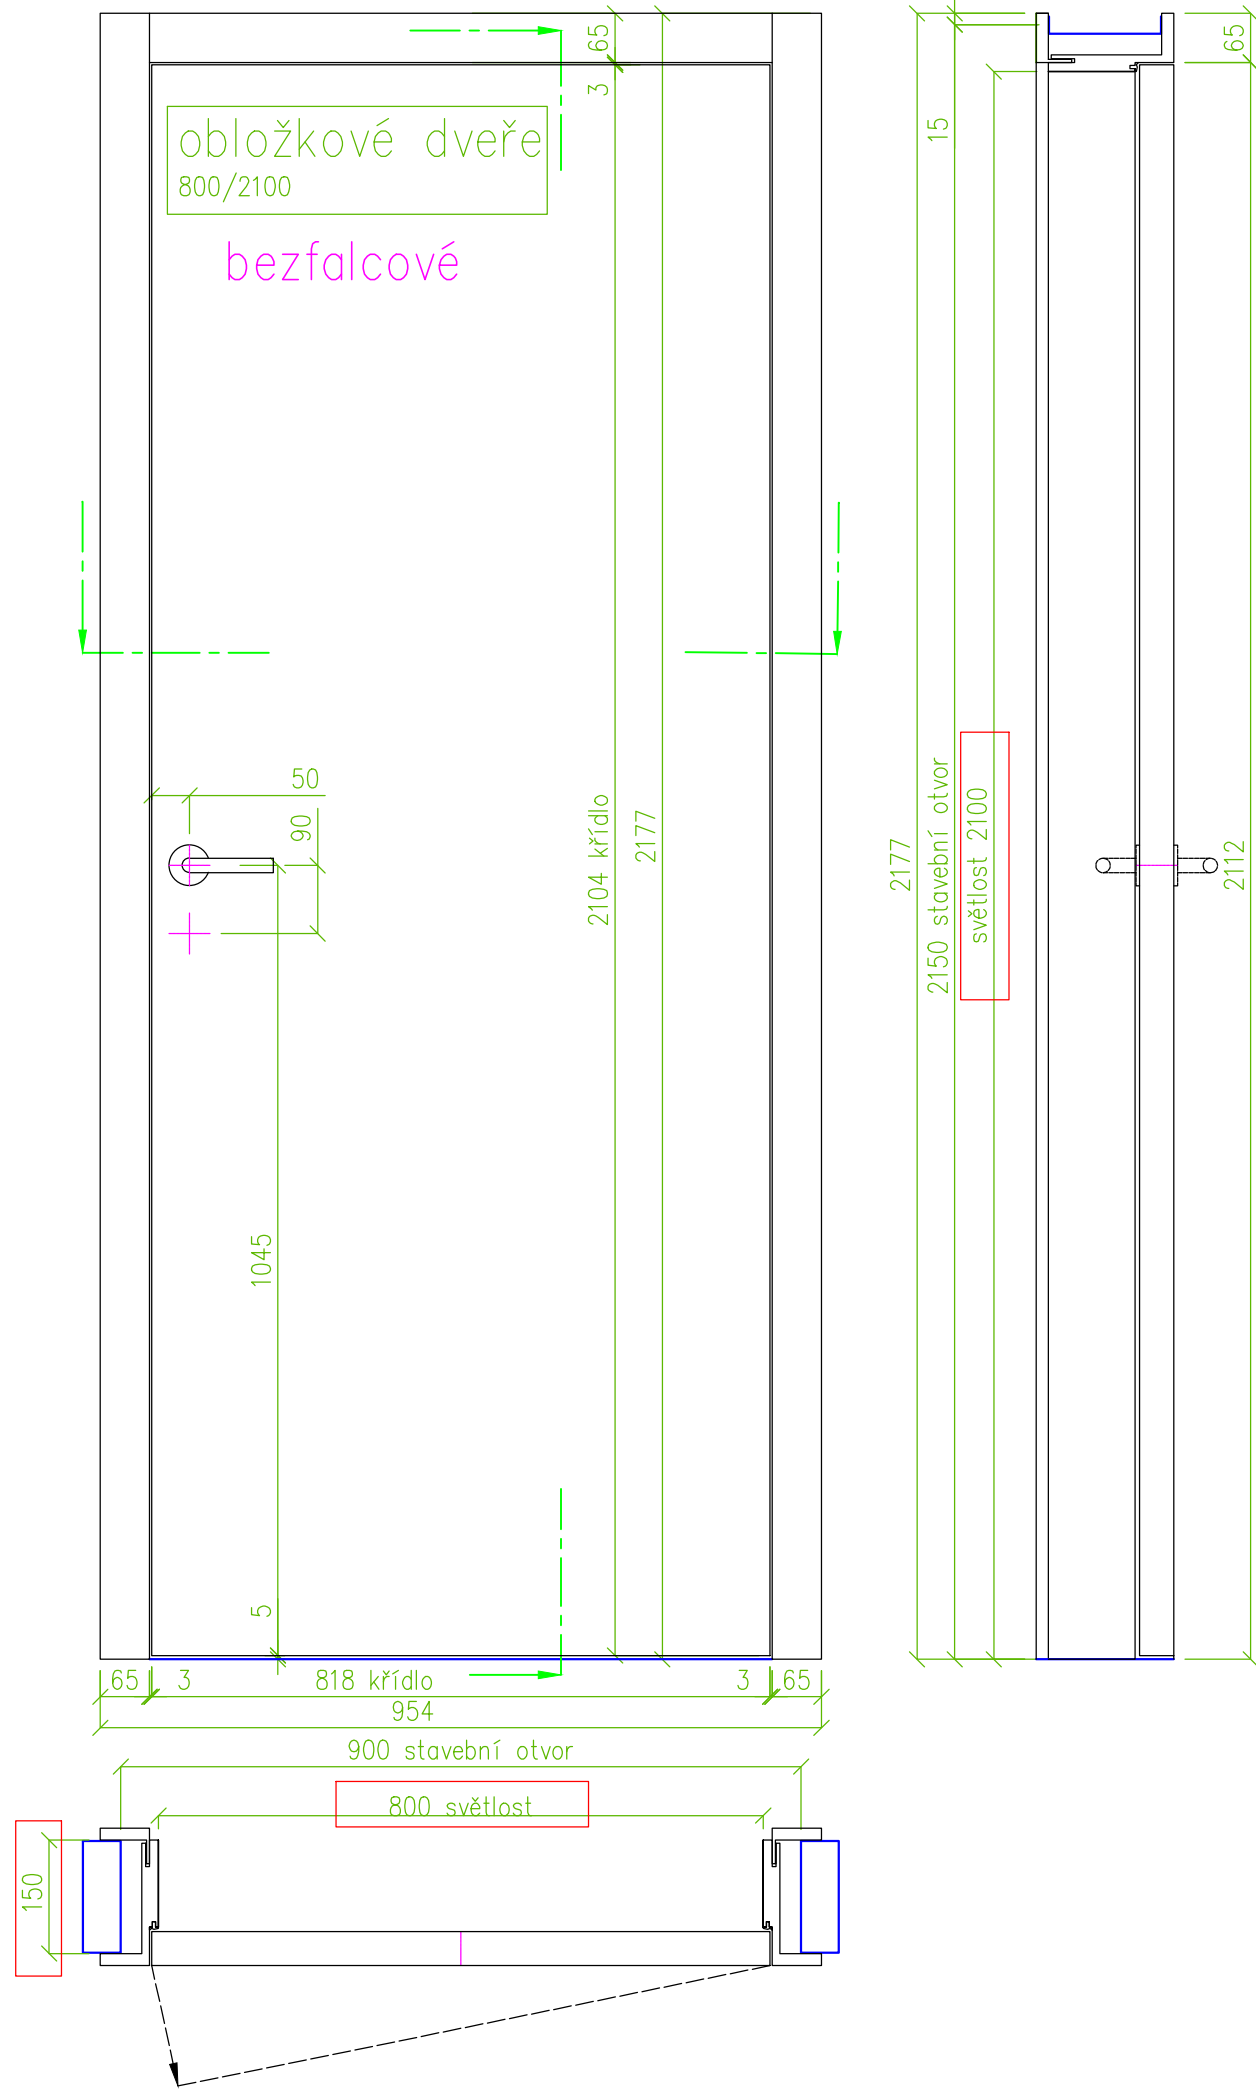 65
3
obložkové dveře
800/2100
bezfalcové
50
90
2104 křídlo
2177
1045
5
65
3
818 křídlo
3
65
954
900 stavební otvor
800 světlost
150
65
15
2177
2150 stavební otvor
světlost 2100
2112